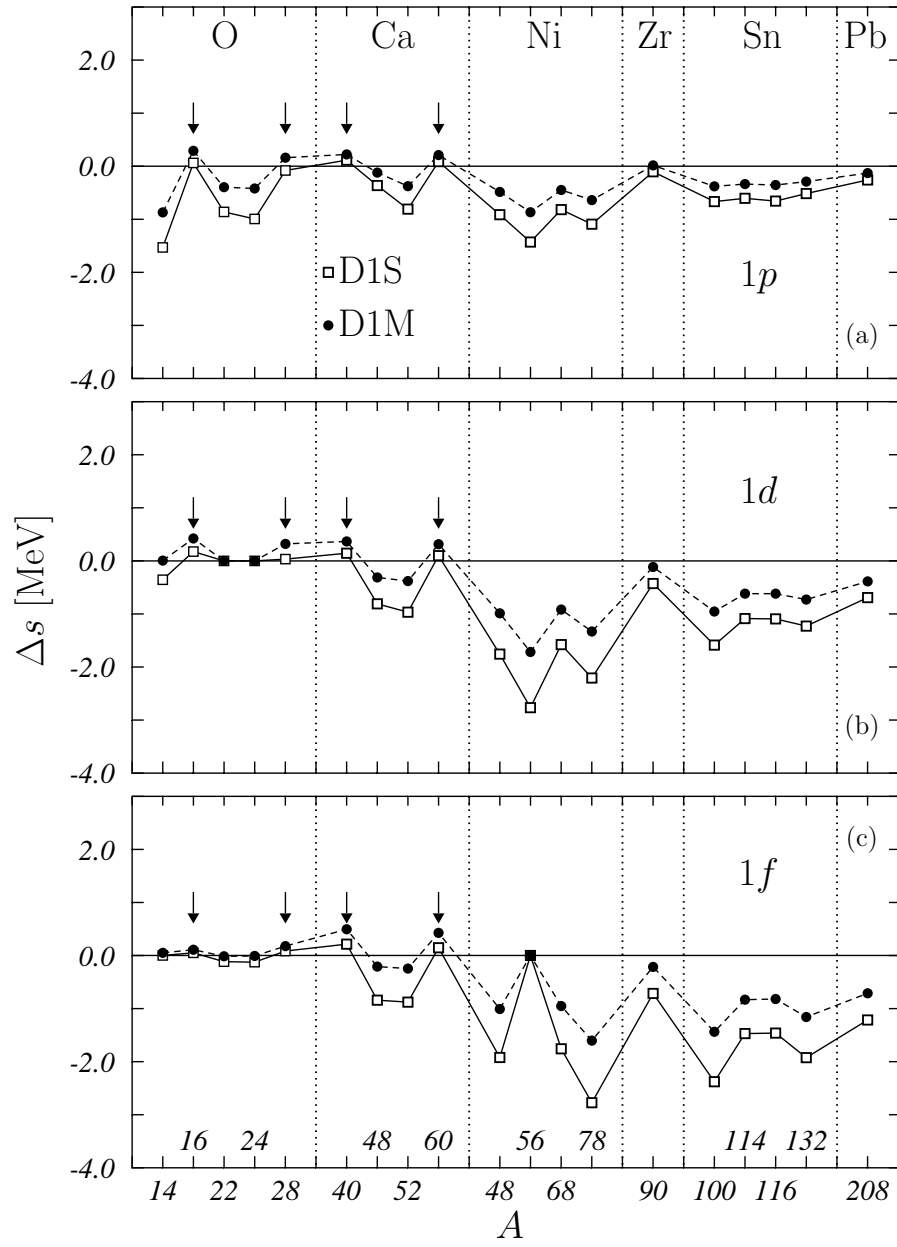 O Ca Ni Zr Sn Pb
2.0
0.0
-2.0
-4.0
D1S
D1M
1p
(a)
2.0
0.0
-2.0
-4.0
1d
(b)
Δs [MeV]
2.0
0.0
-2.0
-4.0
(c)
1f
16 24 48 60 56 78 114 132
14 22 28 40 52 48 68 90 100 116 208
A